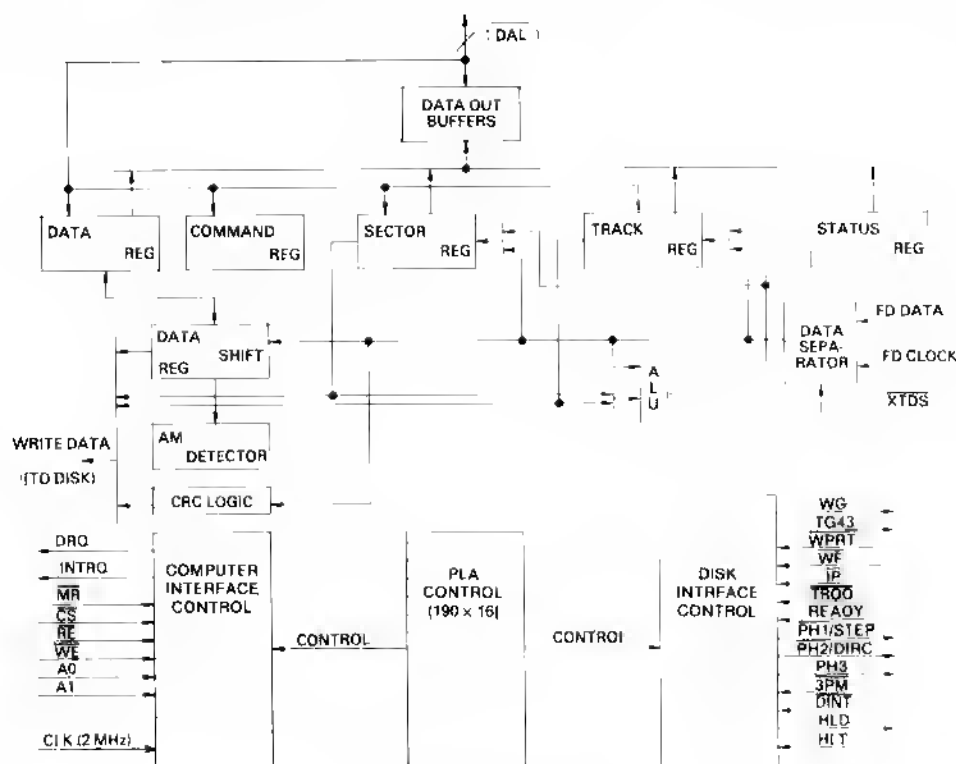 (DAL)
DATA OUT
BUFFERS
DATA
REG
COMMAND
REG
SECTOR
REG
TRACK
REG
STATUS
REG
DATA
SHIFT
REG
A
L
U
DATA
SEPA-
RATOR
FD DATA
FD CLOCK
XTDS
WRITE DATA
(TO DISK)
AM
DETECTOR
CRC LOGIC
DRQ
INTRQ
MR
CS
RE
WE
A0
A1
CLK (2 MHz)
COMPUTER
INTERFACE
CONTROL
CONTROL
PLA
CONTROL
(190 × 16)
CONTROL
DISK
INTRFACE
CONTROL
WG
TG43
WPRT
WF
IP
TROO
READY
PH1/STEP
PH2/DIRC
PH3
3PM
DINT
HLD
HLT